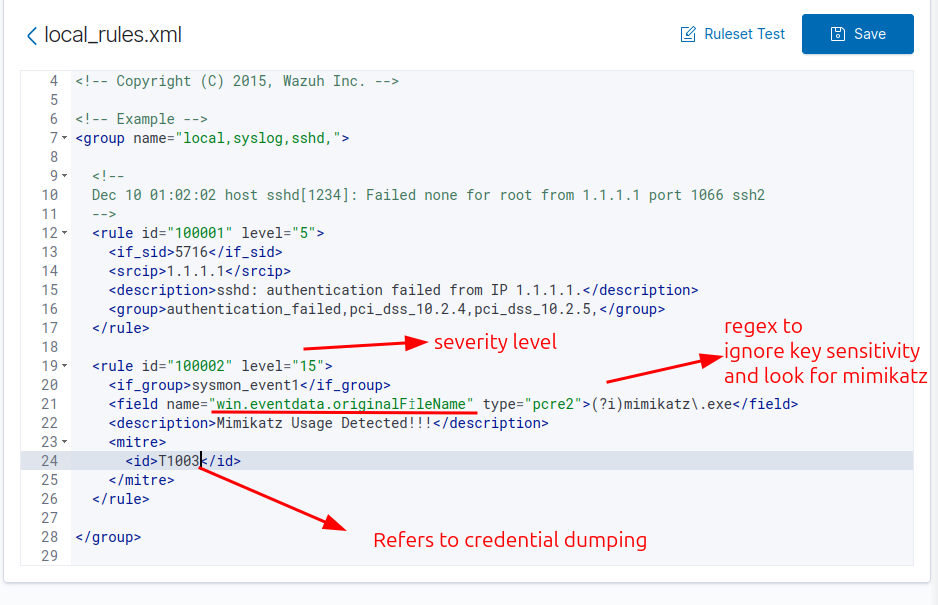 local_rules.xml
Ruleset Test
Save
4 <!-- Copyright (C) 2015, Wazuh Inc. -->
5
6 <!-- Example -->
7 <group name="local,syslog,sshd,">
8
9 <!--
10 Dec 10 01:02:02 host sshd[1234]: Failed none for root from 1.1.1.1 port 1066 ssh2
11 -->
12 <rule id="100001" level="5">
13 <if_sid>5716</if_sid>
14 <srcip>1.1.1.1</srcip>
15 <description>sshd: authentication failed from IP 1.1.1.1.</description>
16 <group>authentication_failed,pci_dss_10.2.4,pci_dss_10.2.5,</group>
17 </rule>
18
severity level
19 <rule id="100002" level="15">
20 <if_group>sysmon_event1</if_group>
21 <field name="win.eventdata.originalFileName" type="pcre2">(?i)mimikatz\.exe</field>
22 <description>Mimikatz Usage Detected!!!</description>
23 <mitre>
24 <id>T1003</id>
25 </mitre>
26 </rule>
27
28 </group>
29
regex to
ignore key sensitivity
and look for mimikatz
Refers to credential dumping